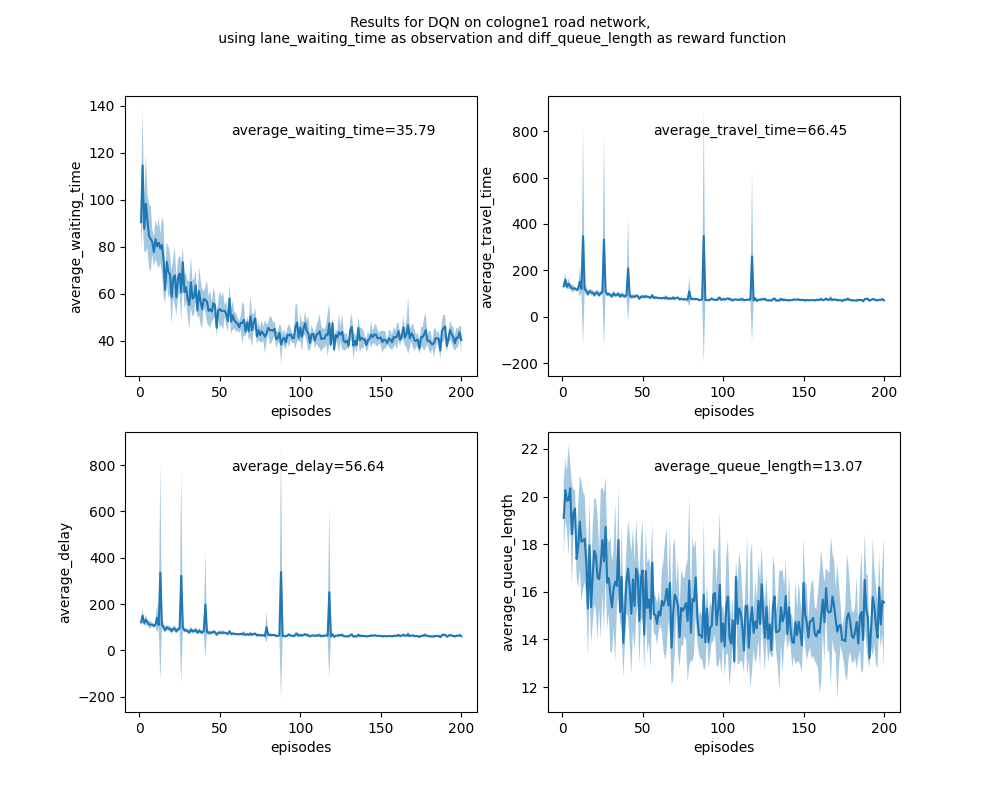 Results for DQN on cologne1 road network,
using lane_waiting_time as observation and diff_queue_length as reward function
average_waiting_time=35.79
average_waiting_time
140
120
100
80
60
40
0 50 100 150 200
episodes
average_travel_time=66.45
average_travel_time
800
600
400
200
0
−200
0 50 100 150 200
episodes
average_delay=56.64
average_delay
800
600
400
200
0
−200
0 50 100 150 200
episodes
average_queue_length=13.07
average_queue_length
22
20
18
16
14
12
0 50 100 150 200
episodes